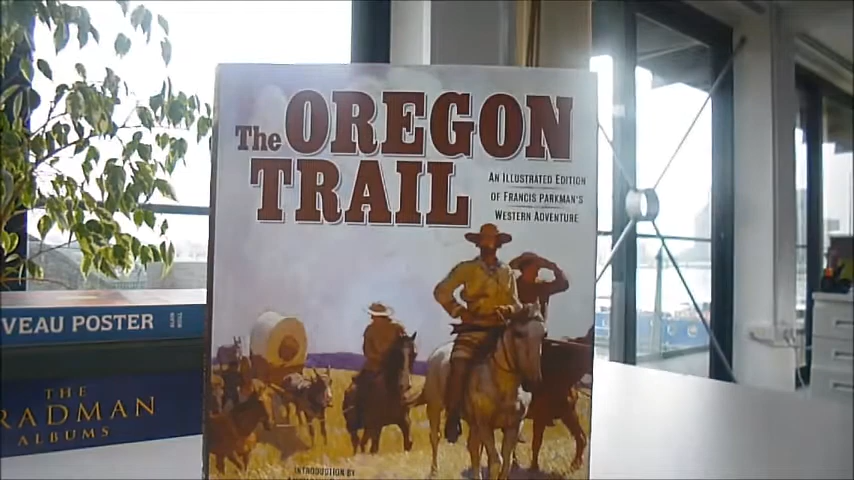 The OREGON
TRAIL
AN ILLUSTRATED EDITION
OF FRANCIS PARKMAN'S
WESTERN ADVENTURE
INTRODUCTION BY
VEAU POSTER
THE
RADMAN
ALBUMS